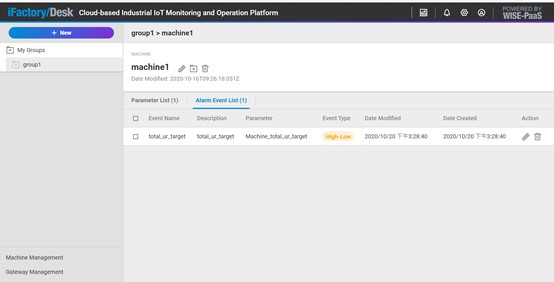 iFactory/Desk Cloud-based Industrial IoT Monitoring and Operation Platform
POWERED BY
WISE-PaaS
+ New
My Groups
group1
Machine Management
Gateway Management
group1 > machine1
MACHINE
machine1
Date Modified: 2020-10-16T09:26:18.051Z
Parameter List (1) Alarm Event List (1)
Event Name Description Parameter Event Type Date Modified Date Created Action
total_ur_target total_ur_target Machine_total_ur_target High-Low 2020/10/20 下午3:28:40 2020/10/20 下午3:28:40